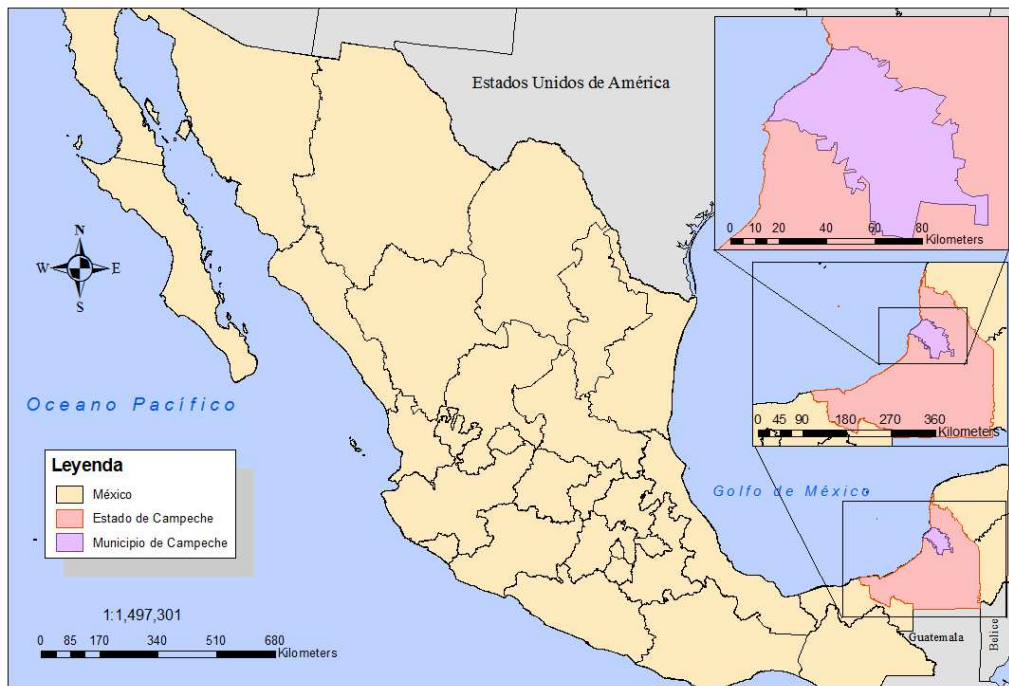 Estados Unidos de América
0 10 20 40 60 80
Kilometers
N
W E
S
0 45 90 180 270 360
Kilometers
Oceano Pacífico
Leyenda
México
Estado de Campeche
Municipio de Campeche
Golfo de México
1:1,497,301
0 85 170 340 510 680
Kilometers
Guatemala
Belice